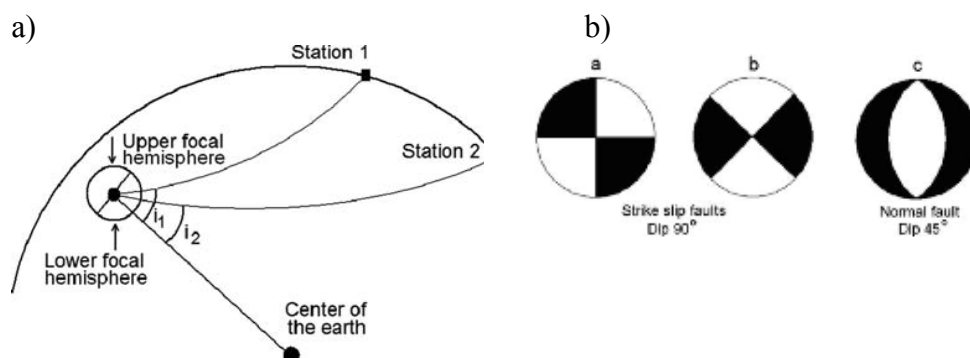 a)
Station 1
Upper focal
hemisphere
Station 2
i1
i2
Lower focal
hemisphere
Center of
the earth
b)
a
b
c
Strike slip faults
Dip 90°
Normal fault
Dip 45°